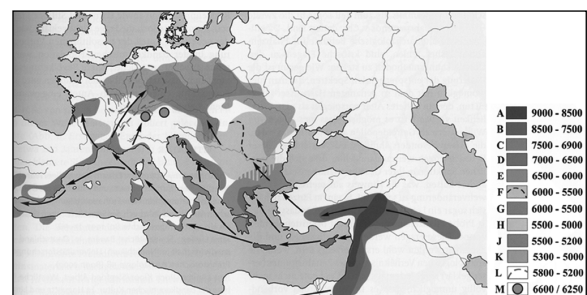 A 9000 - 8500
B 8500 - 7500
C 7500 - 6900
D 7000 - 6500
E 6500 - 6000
F 6000 - 5500
G 6000 - 5500
H 5500 - 5000
J 5500 - 5200
K 5300 - 5000
L 5800 - 5200
M 6600 / 6250